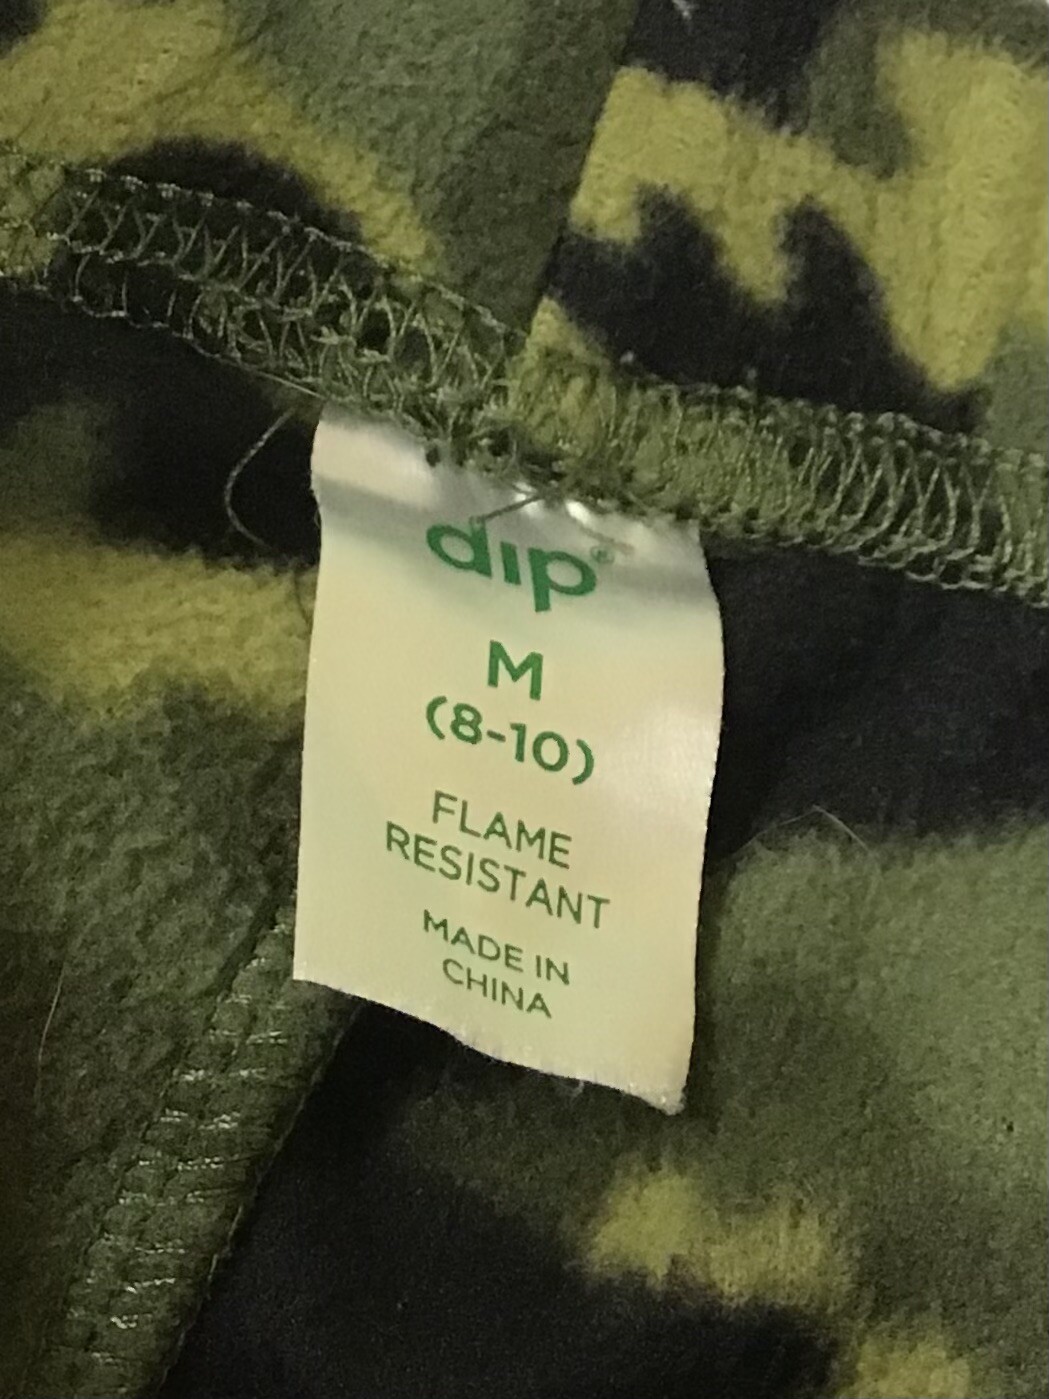 dip®
M
(8-10)
FLAME
RESISTANT
MADE IN
CHINA